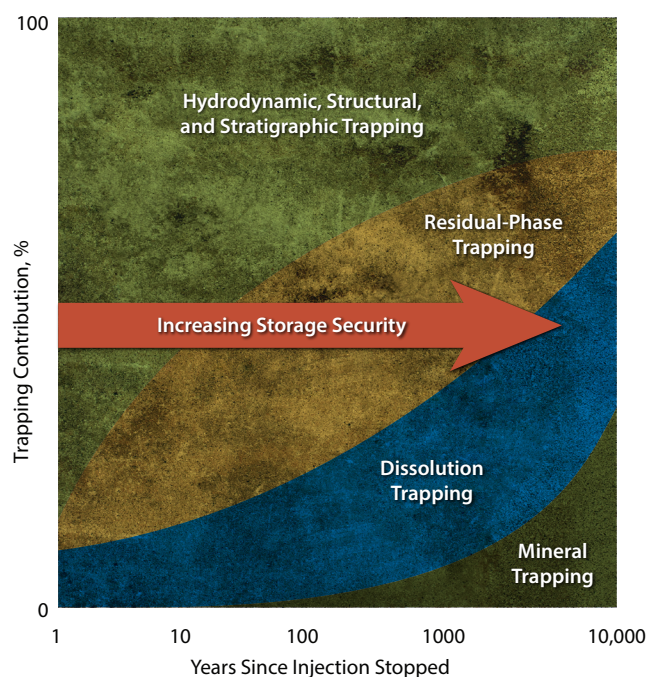 100
Hydrodynamic, Structural,
and Stratigraphic Trapping
Residual-Phase
Trapping
Increasing Storage Security
Trapping Contribution, %
Dissolution
Trapping
Mineral
Trapping
0
1 10 100 1000 10,000
Years Since Injection Stopped